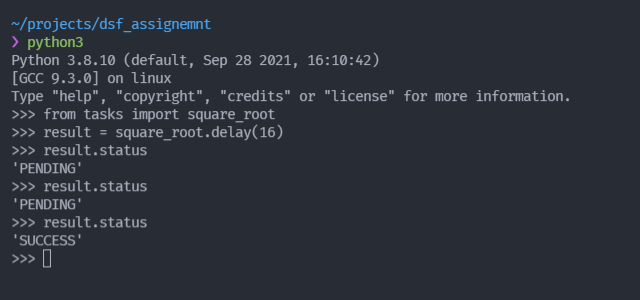 ~/projects/dsf_assignemnt
❯ python3
Python 3.8.10 (default, Sep 28 2021, 16:10:42)
[GCC 9.3.0] on linux
Type "help", "copyright", "credits" or "license" for more information.
>>> from tasks import square_root
>>> result = square_root.delay(16)
>>> result.status
'PENDING'
>>> result.status
'PENDING'
>>> result.status
'SUCCESS'
>>>